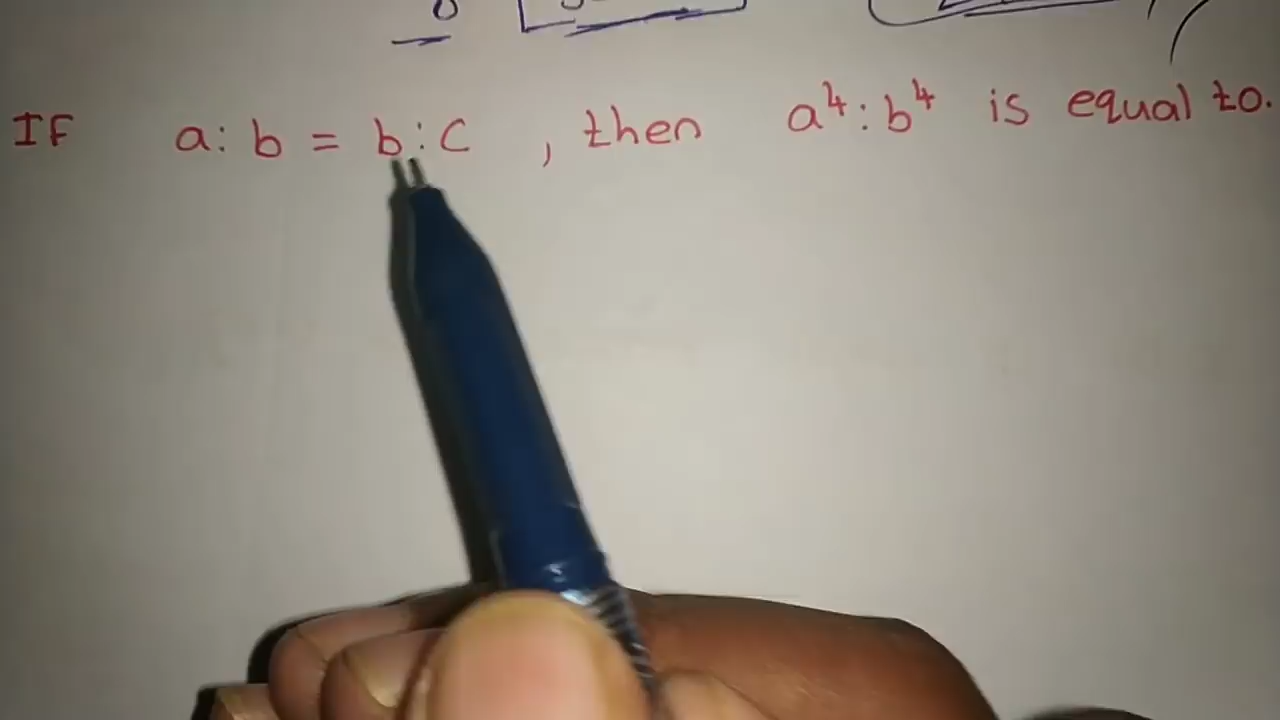 IF a : b = b : c , then a⁴ : b⁴ is equal to.